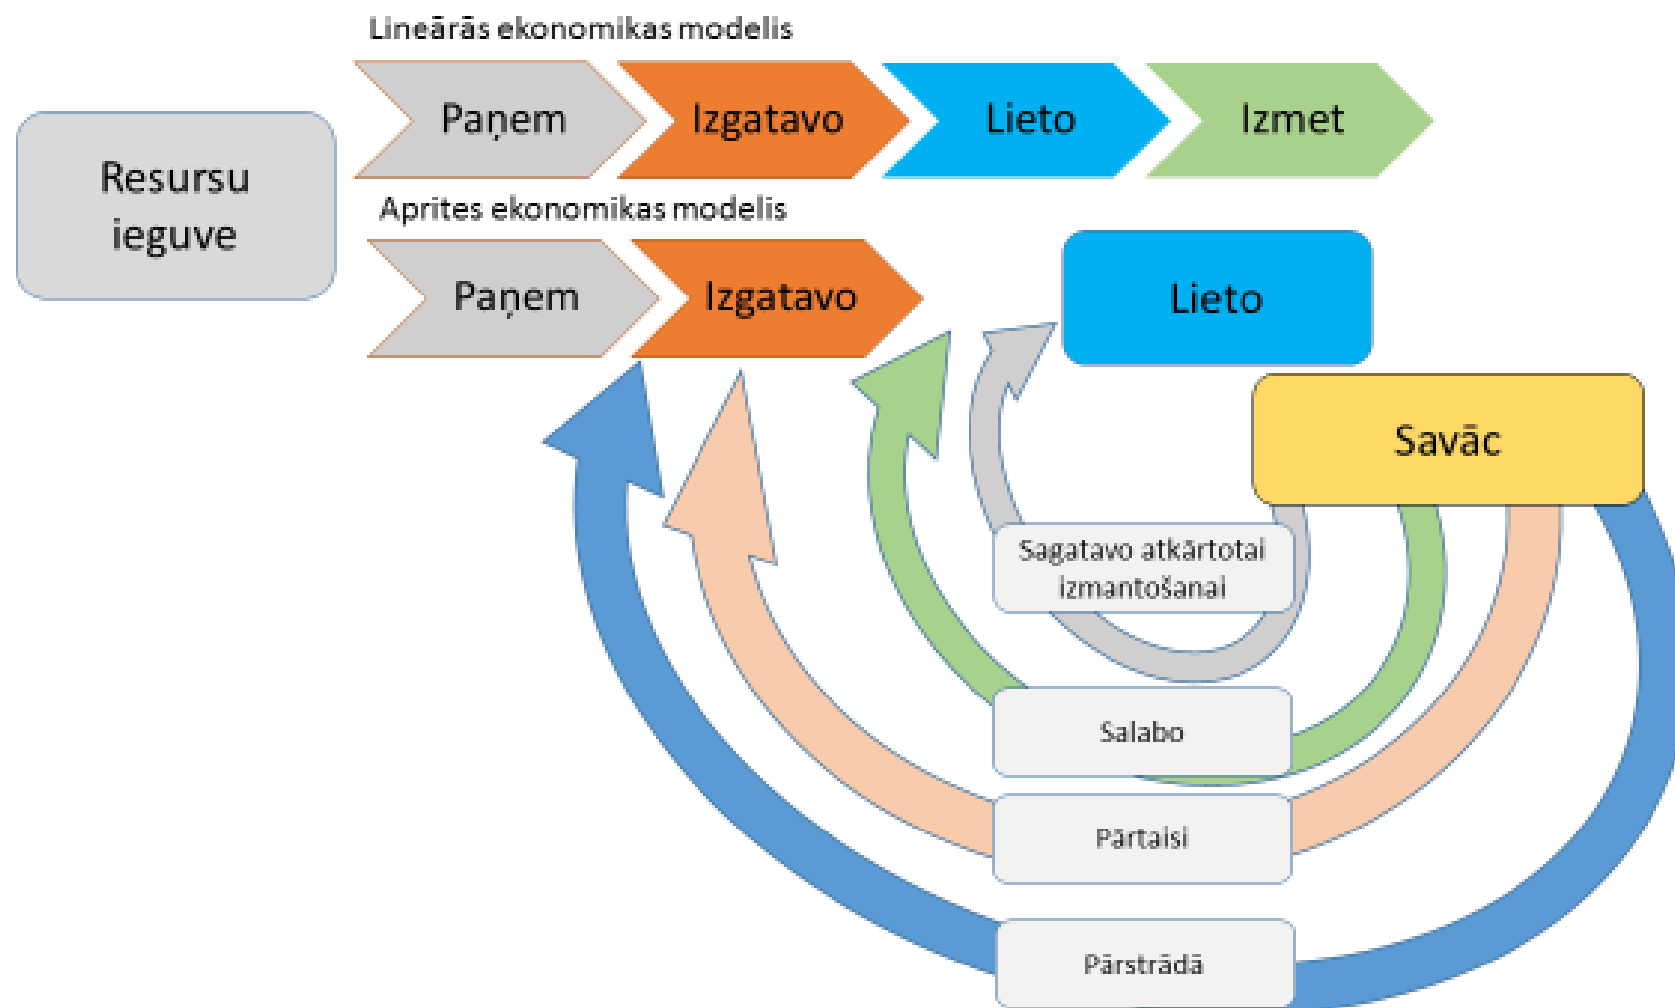 Lineārās ekonomikas modelis
Paņem
Izgatavo
Lieto
Izmet
Resursu
ieguve
Aprites ekonomikas modelis
Paņem
Izgatavo
Lieto
Savāc
Sagatavo atkārtotai
izmantošanai
Salabo
Pārtaisi
Pārstrādā